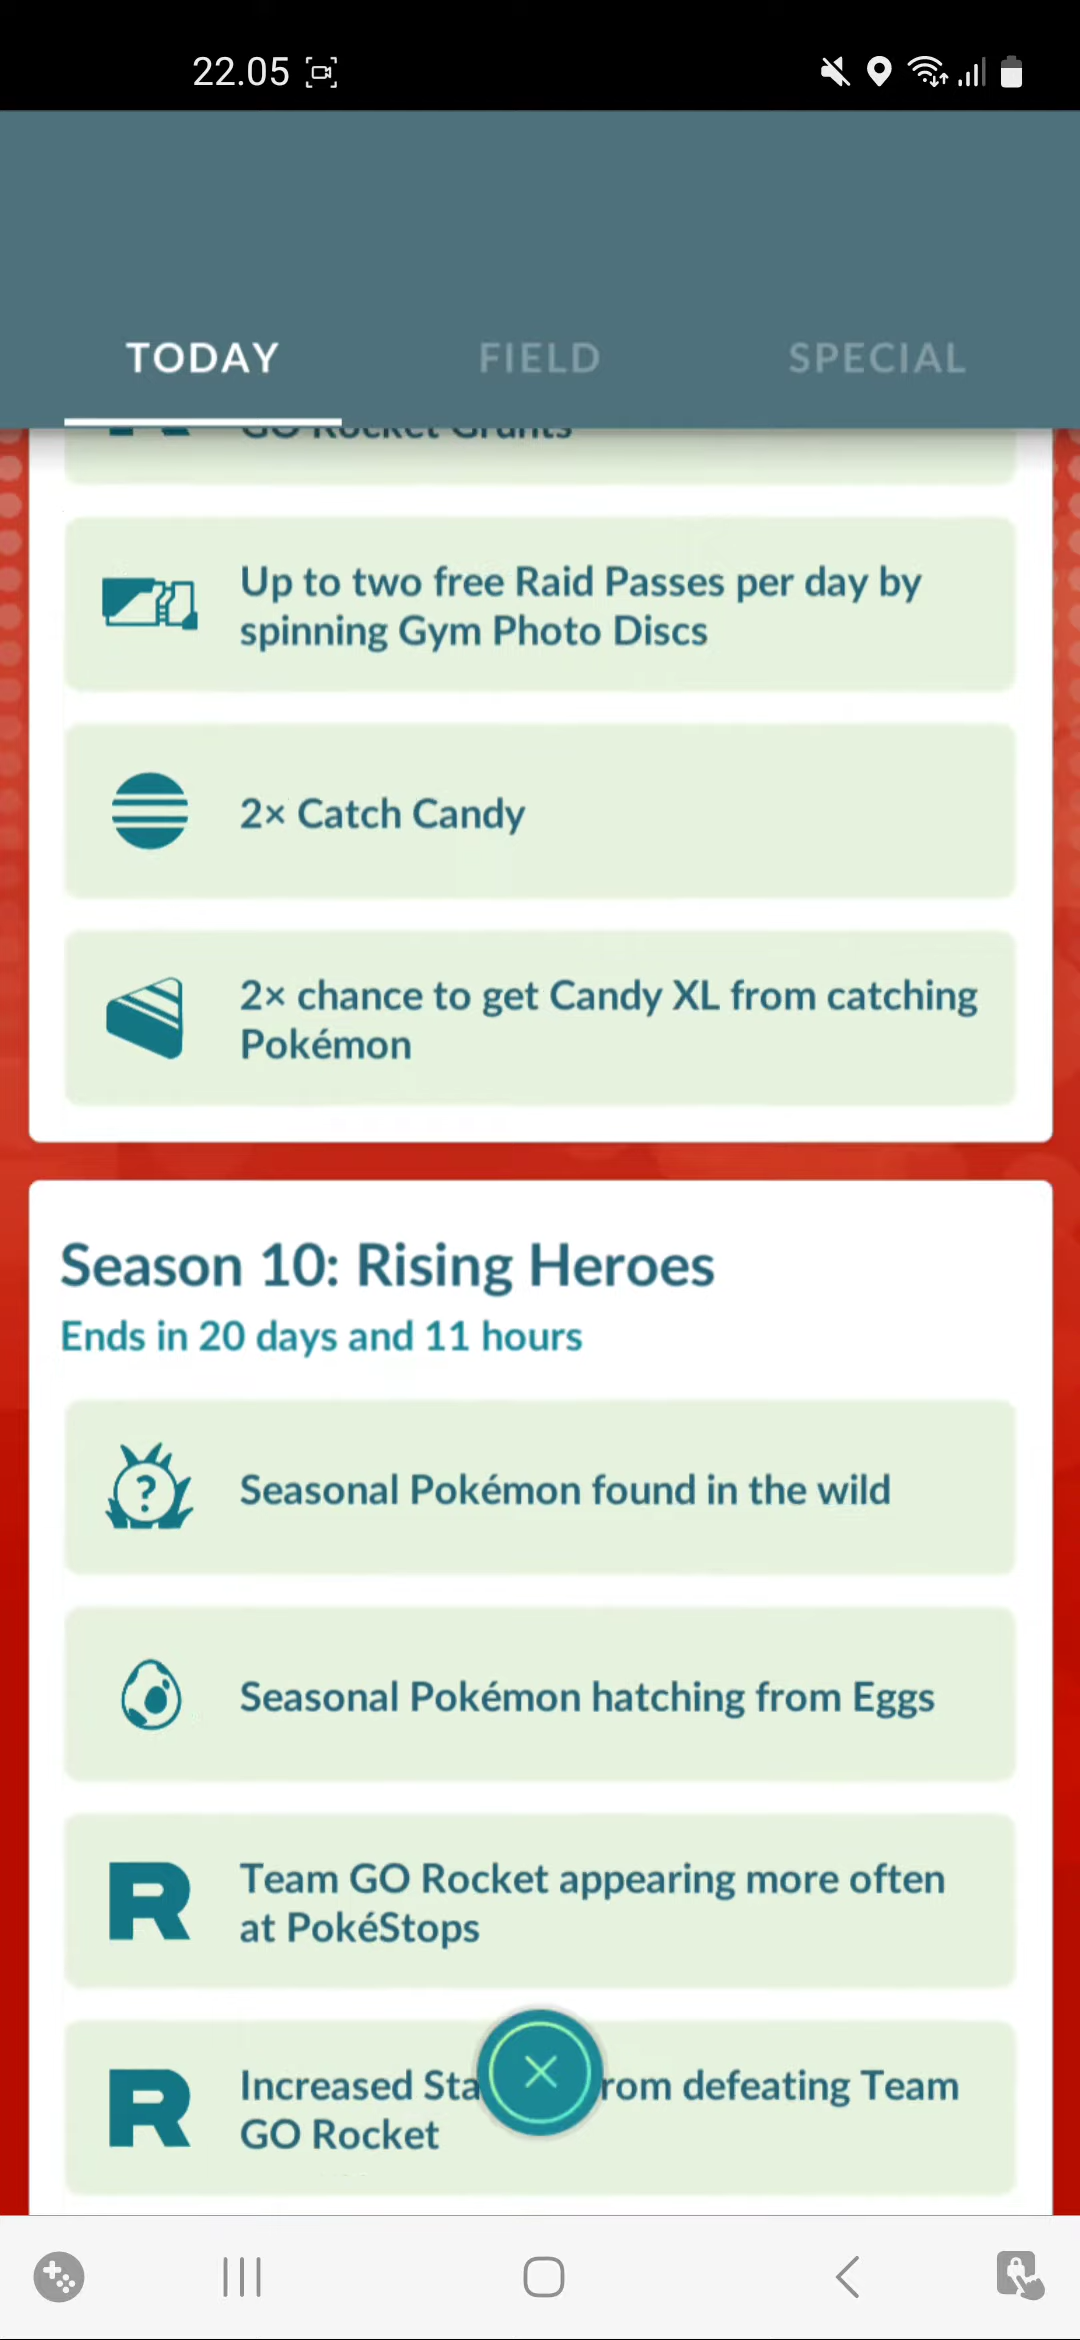 22.05
TODAY
FIELD
SPECIAL
GO Rocket Grunts
Up to two free Raid Passes per day by
spinning Gym Photo Discs
2× Catch Candy
2× chance to get Candy XL from catching
Pokémon
Season 10: Rising Heroes
Ends in 20 days and 11 hours
?
Seasonal Pokémon found in the wild
Seasonal Pokémon hatching from Eggs
R
Team GO Rocket appearing more often
at PokéStops
R
Increased Sta rom defeating Team
GO Rocket